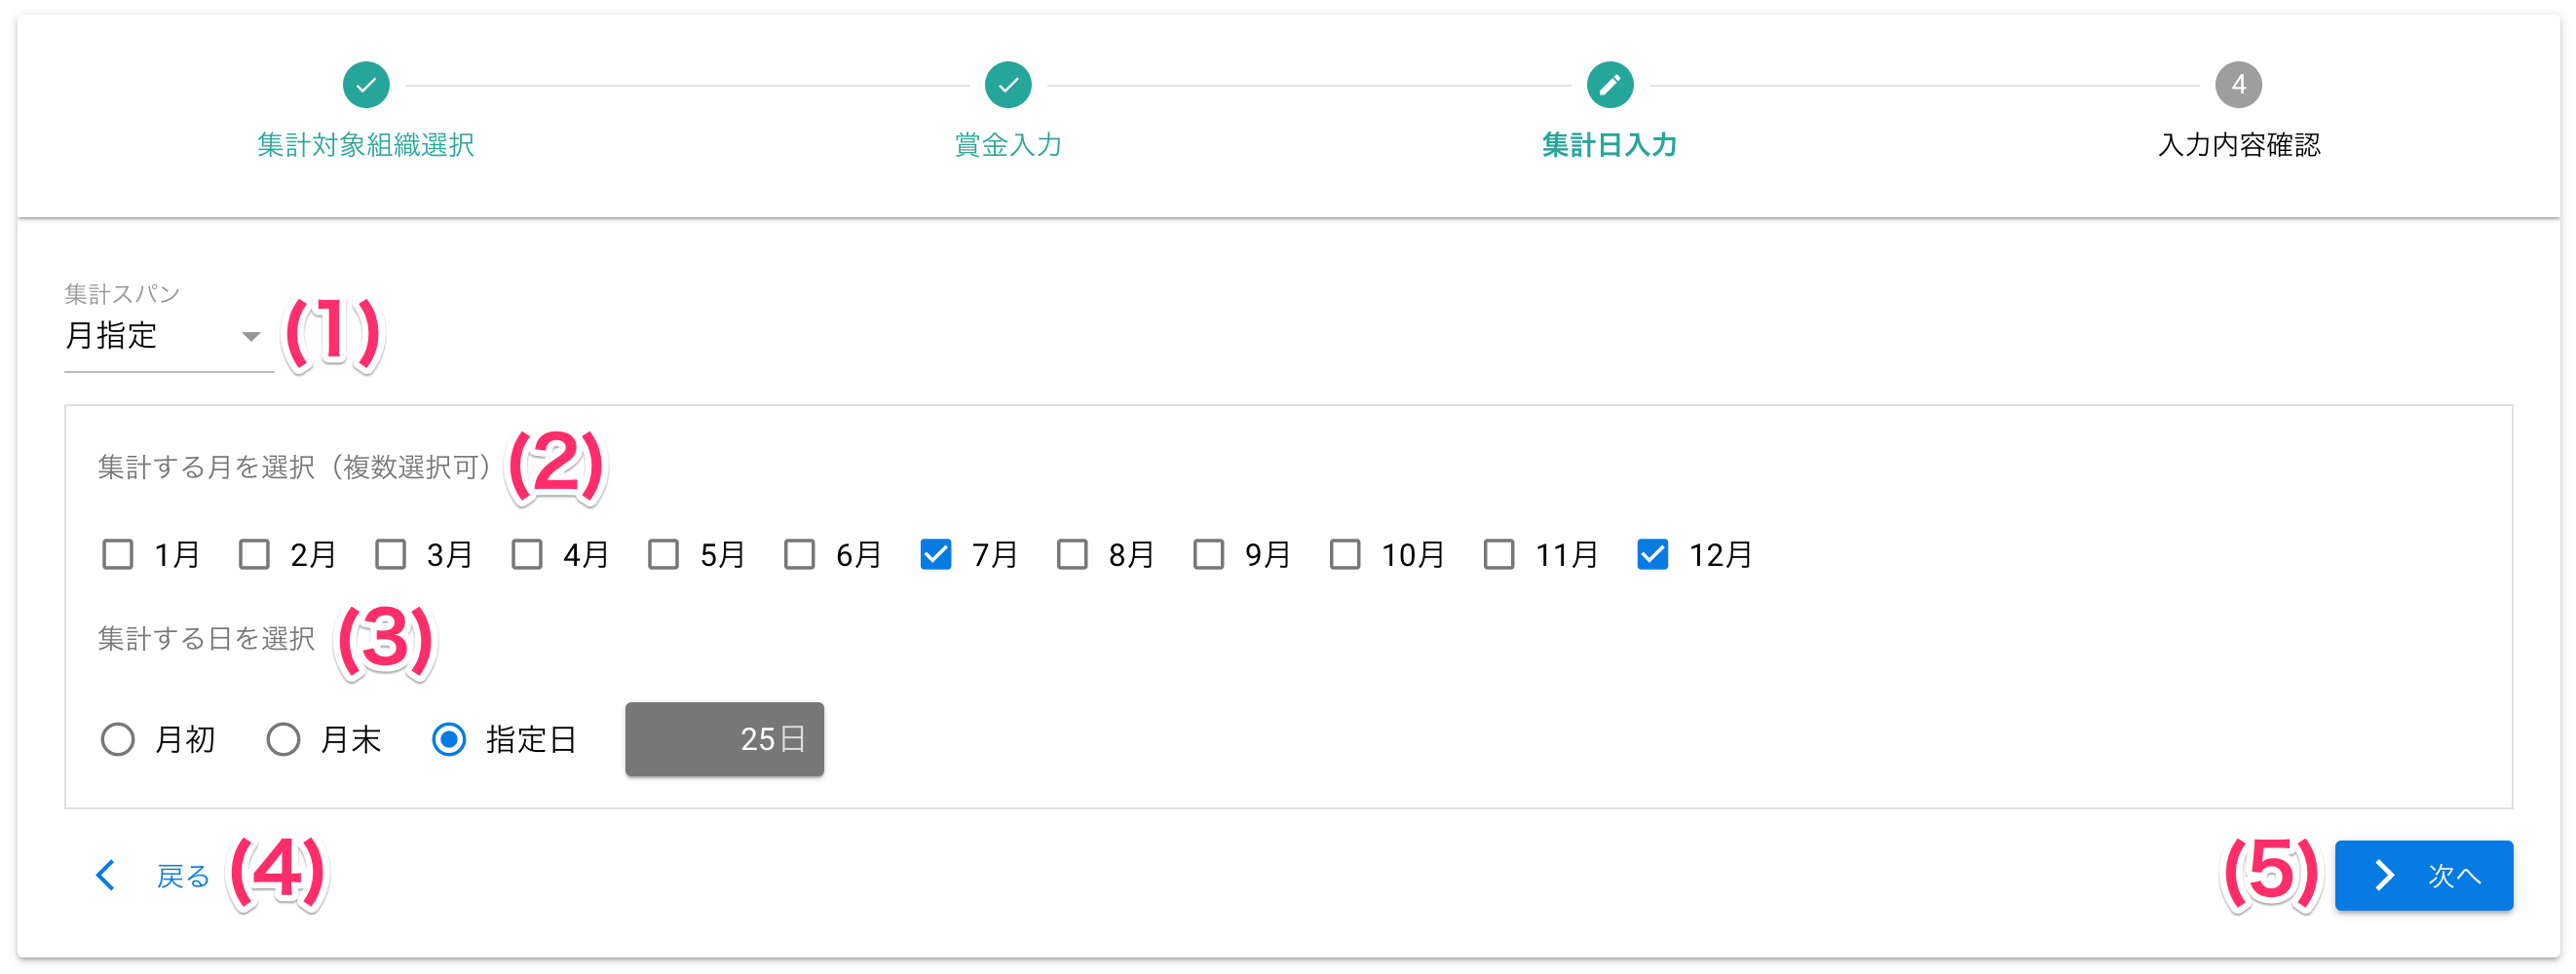 4
集計対象組織選択 賞金入力 集計日入力 入力内容確認
集計スパン
月指定 (1)
集計する月を選択（複数選択可） (2)
1月 2月 3月 4月 5月 6月 7月 8月 9月 10月 11月 12月
集計する日を選択 (3)
月初 月末 指定日 25日
戻る (4) (5) 次へ